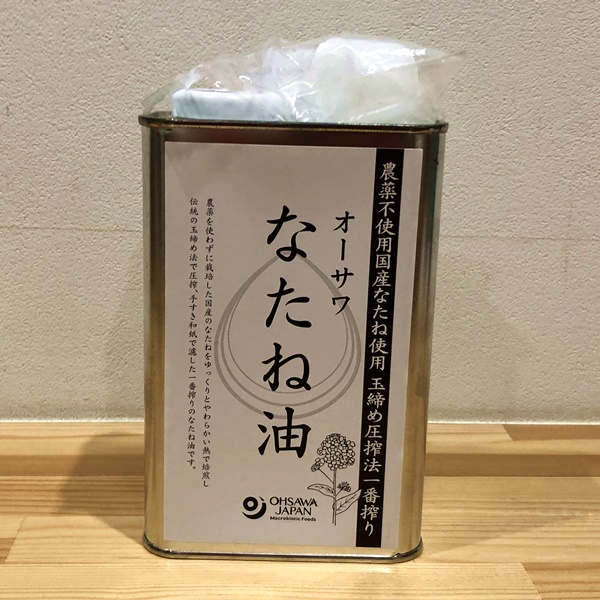 農薬不使用国産なたね使用 玉締め圧搾法一番搾り
オーサワ
なたね油
農薬を使わずに栽培した国産のなたねをゆっくりとやわらかい熱で焙煎し
伝統の玉締め法で圧搾、手すき和紙で濾した一番搾りのなたね油です。
OHSAWA
JAPAN
Macrobiotic Foods